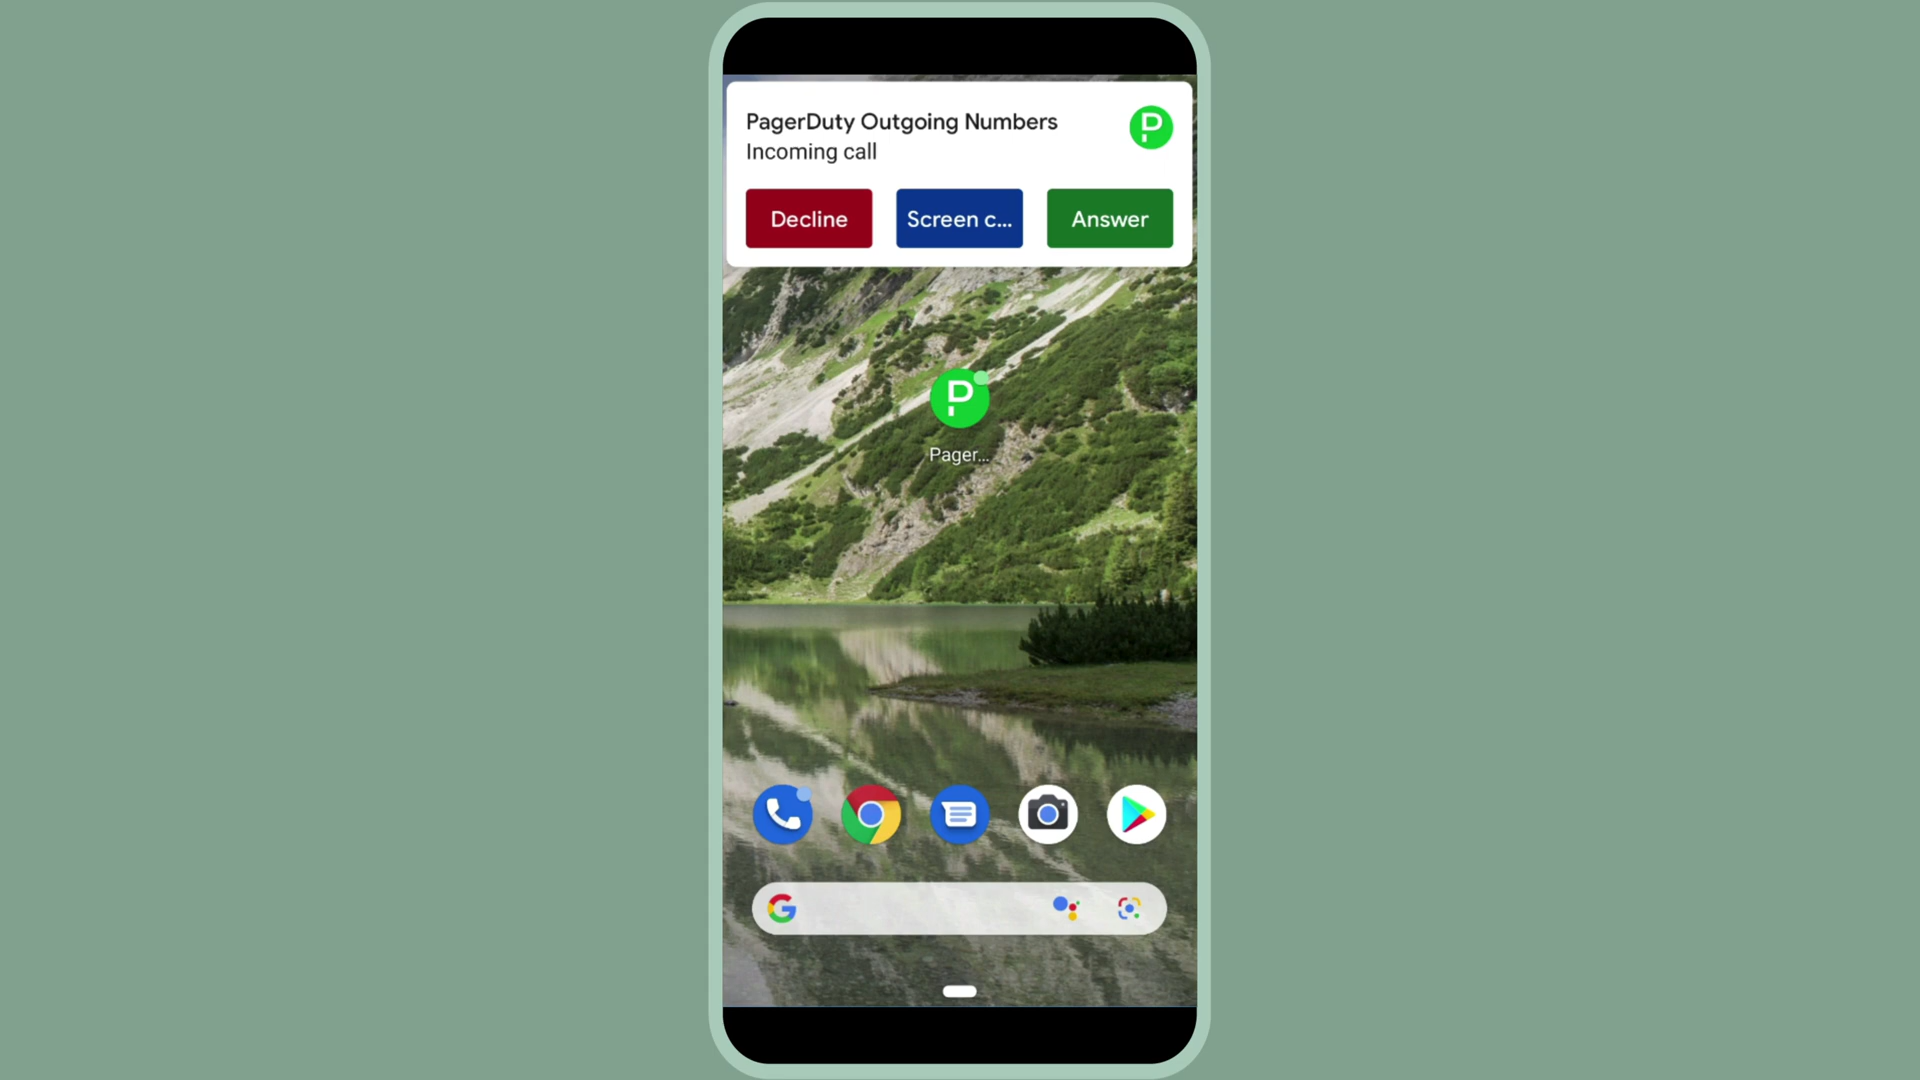 PagerDuty Outgoing Numbers
Incoming call
Decline
Screen c...
Answer
Pager...